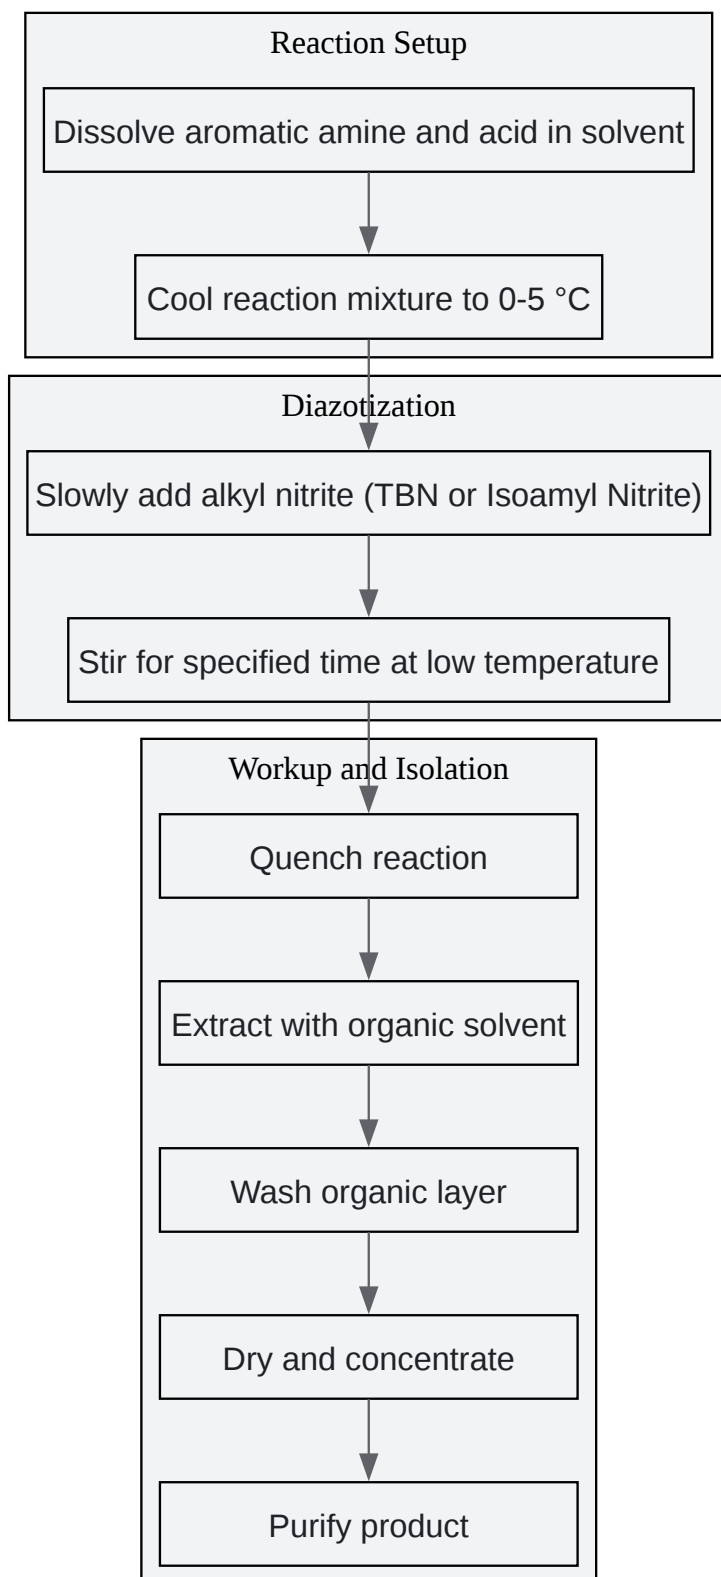 Reaction Setup
Dissolve aromatic amine and acid in solvent
Cool reaction mixture to 0-5 °C
Diazotization
Slowly add alkyl nitrite (TBN or Isoamyl Nitrite)
Stir for specified time at low temperature
Workup and Isolation
Quench reaction
Extract with organic solvent
Wash organic layer
Dry and concentrate
Purify product